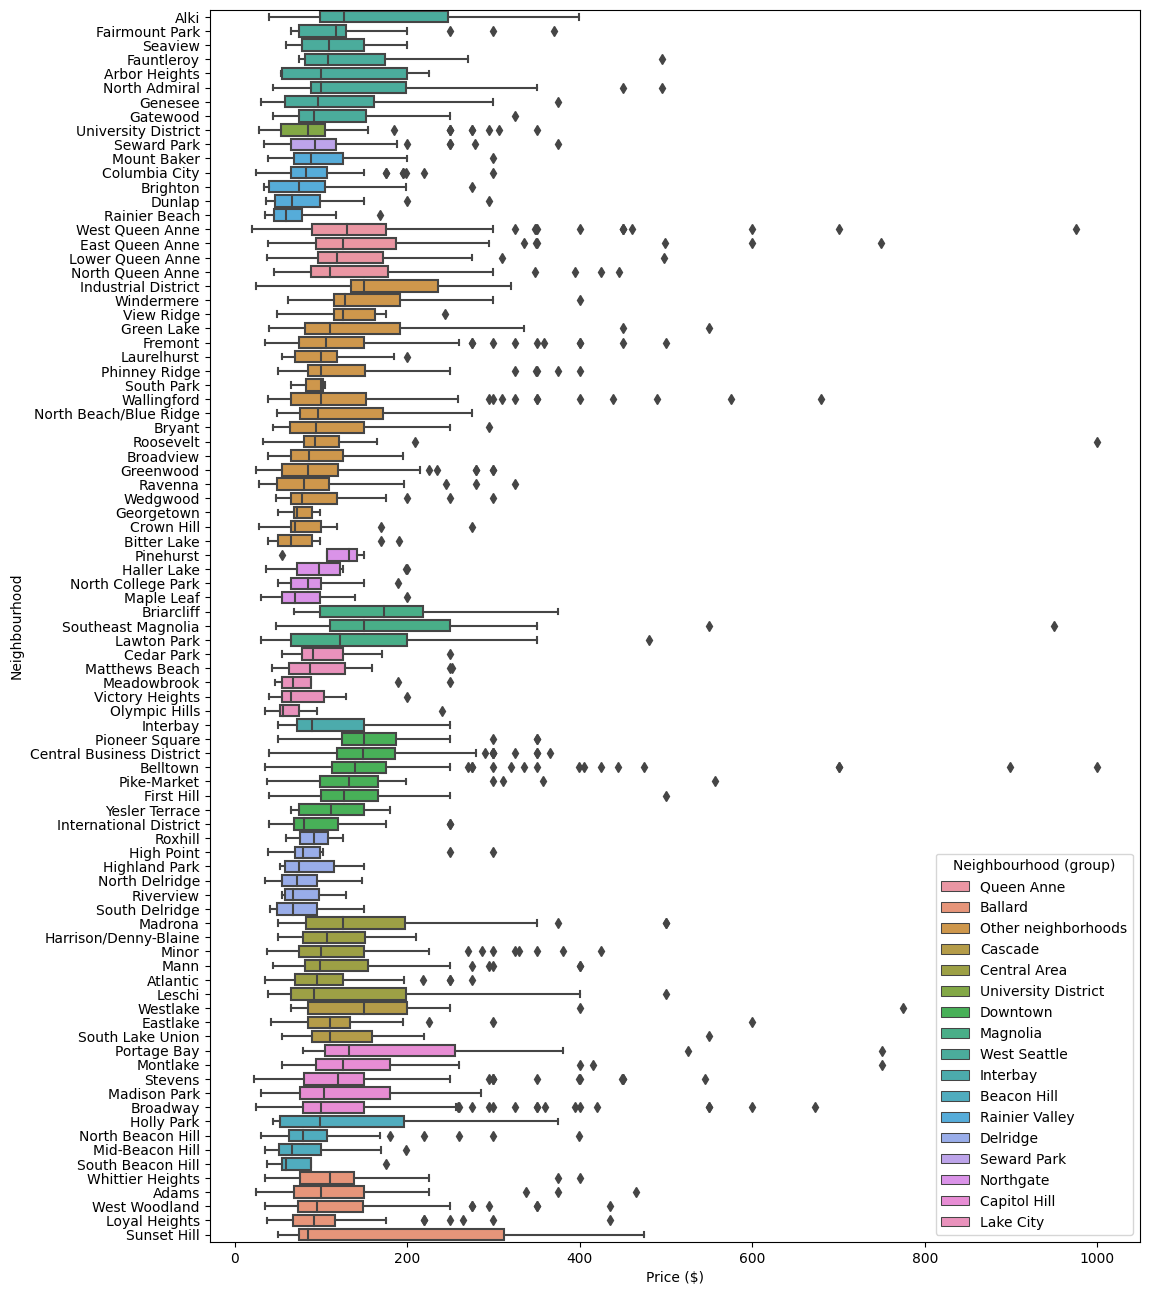 Alki
Fairmount Park
Seaview
Fauntleroy
Arbor Heights
North Admiral
Genesee
Gatewood
University District
Seward Park
Mount Baker
Columbia City
Brighton
Dunlap
Rainier Beach
West Queen Anne
East Queen Anne
Lower Queen Anne
North Queen Anne
Industrial District
Windermere
View Ridge
Green Lake
Fremont
Laurelhurst
Phinney Ridge
South Park
Wallingford
North Beach/Blue Ridge
Bryant
Roosevelt
Broadview
Greenwood
Ravenna
Wedgwood
Georgetown
Crown Hill
Bitter Lake
Pinehurst
Haller Lake
North College Park
Maple Leaf
Briarcliff
Southeast Magnolia
Lawton Park
Cedar Park
Matthews Beach
Meadowbrook
Victory Heights
Olympic Hills
Interbay
Pioneer Square
Central Business District
Belltown
Pike-Market
First Hill
Yesler Terrace
International District
Roxhill
High Point
Highland Park
North Delridge
Riverview
South Delridge
Madrona
Harrison/Denny-Blaine
Minor
Mann
Atlantic
Leschi
Westlake
Eastlake
South Lake Union
Portage Bay
Montlake
Stevens
Madison Park
Broadway
Holly Park
North Beacon Hill
Mid-Beacon Hill
South Beacon Hill
Whittier Heights
Adams
West Woodland
Loyal Heights
Sunset Hill
Neighbourhood
0 200 400 600 800 1000
Price ($)
Neighbourhood (group)
Queen Anne
Ballard
Other neighborhoods
Cascade
Central Area
University District
Downtown
Magnolia
West Seattle
Interbay
Beacon Hill
Rainier Valley
Delridge
Seward Park
Northgate
Capitol Hill
Lake City